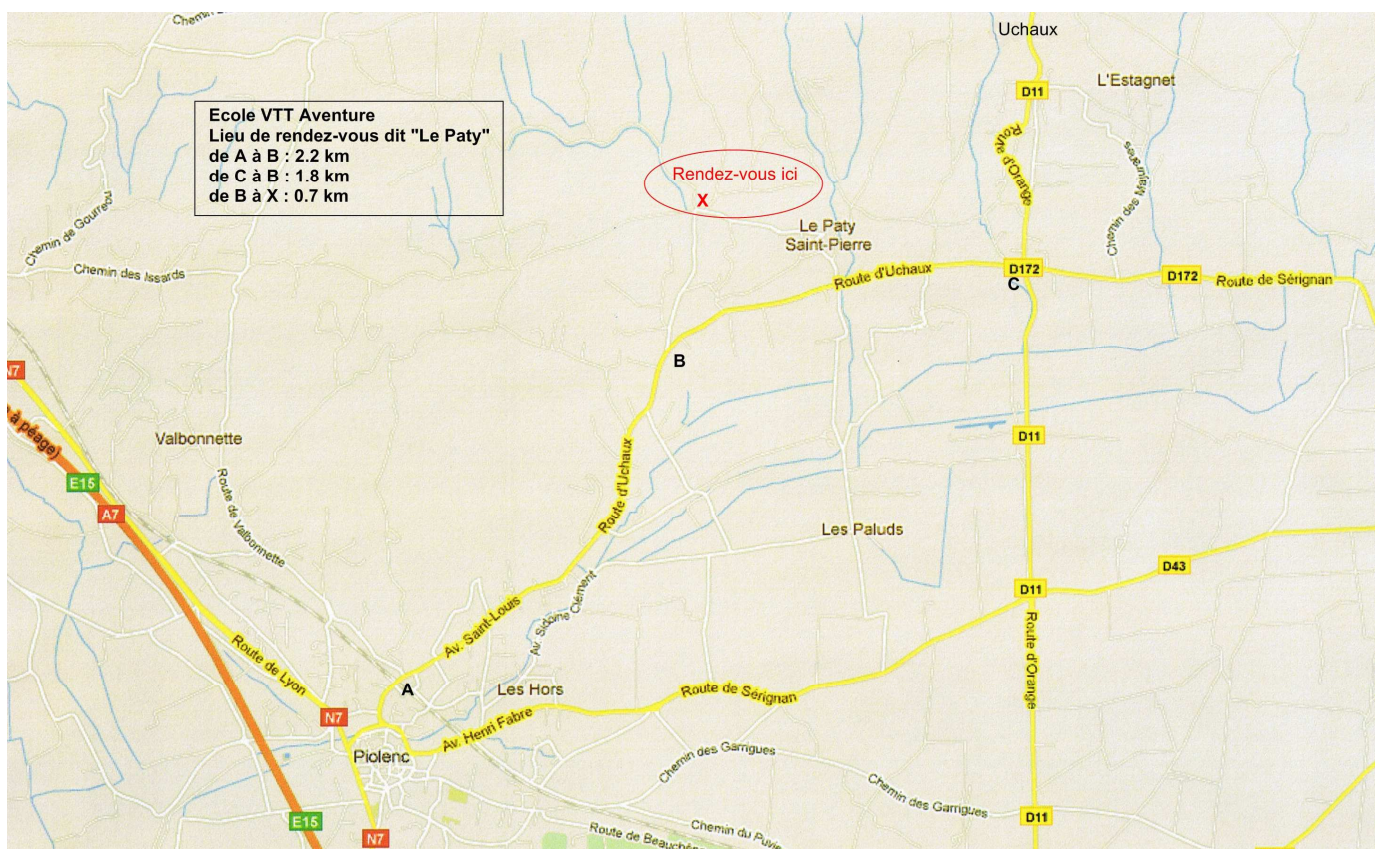 Uchaux
L'Estagnet
D11
Route d'Orange
Chemin des Majuranes
Ecole VTT Aventure
Lieu de rendez-vous dit "Le Paty"
de A à B : 2.2 km
de C à B : 1.8 km
de B à X : 0.7 km
Rendez-vous ici
X
Chemin de Gourreou
Chemin des Issards
Le Paty
Saint-Pierre
Route d'Uchaux
D172
C
D172
Route de Sérignan
B
N7
à péage)
Valbonnette
E15
A7
Route de Valbonnette
Route d'Uchaux
D11
Les Paluds
D43
D11
Route d'Orange
Av. Saint-Louis
Av. Sidoine Clément
Route de Lyon
A
Les Hors
Route de Sérignan
Av. Henri Fabre
N7
Piolenc
Chemin des Garrigues
Chemin des Garrigues
D11
E15
N7
Route de Beauchêne
Chemin du